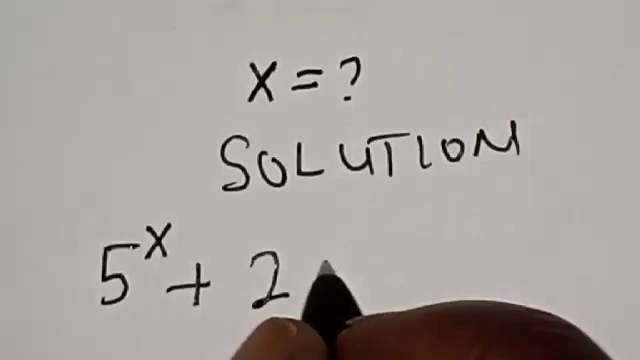 x = ?
SOLUTION
5^x + 2